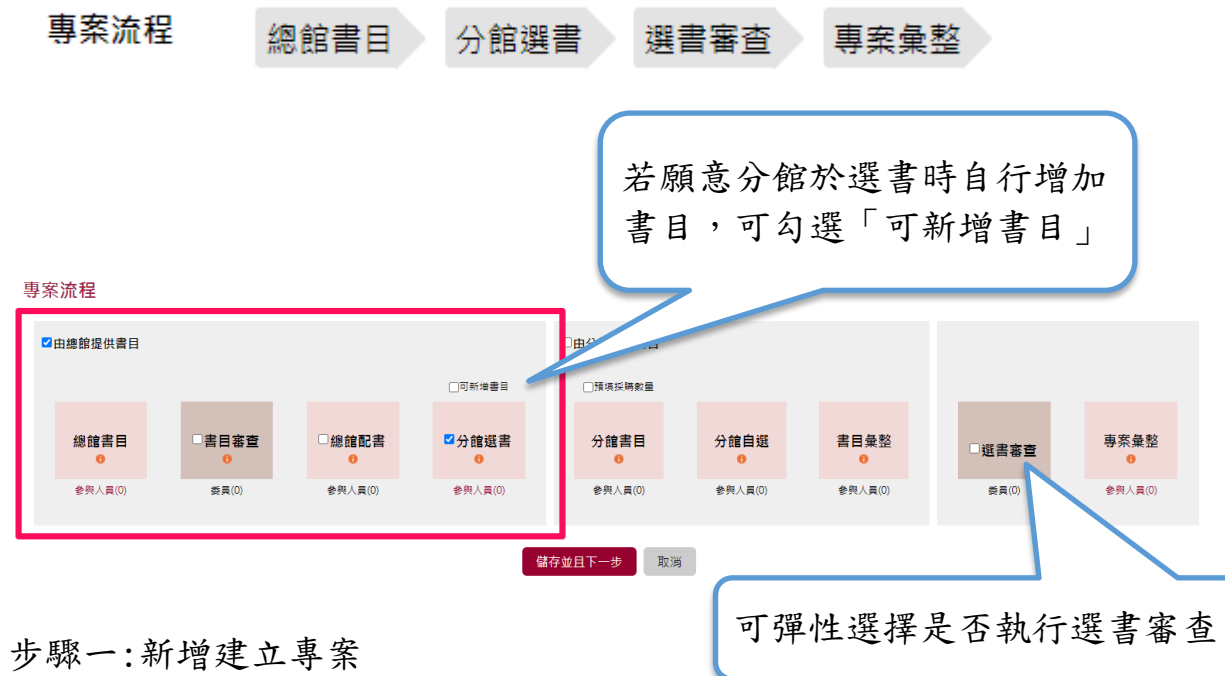 專案流程
總館書目 分館選書 選書審查 專案彙整
若願意分館於選書時自行增加
書目，可勾選「可新增書目」
專案流程
由總館提供書目
由分
可新增書目
預填採購數量
總館書目 書目審查 總館配書 分館選書 分館書目 分館自選 書目彙整 選書審查 專案彙整
參與人員(0) 委員(0) 參與人員(0) 參與人員(0) 參與人員(0) 參與人員(0) 參與人員(0) 委員(0) 參與人員(0)
儲存並且下一步 取消
可彈性選擇是否執行選書審查
步驟一:新增建立專案